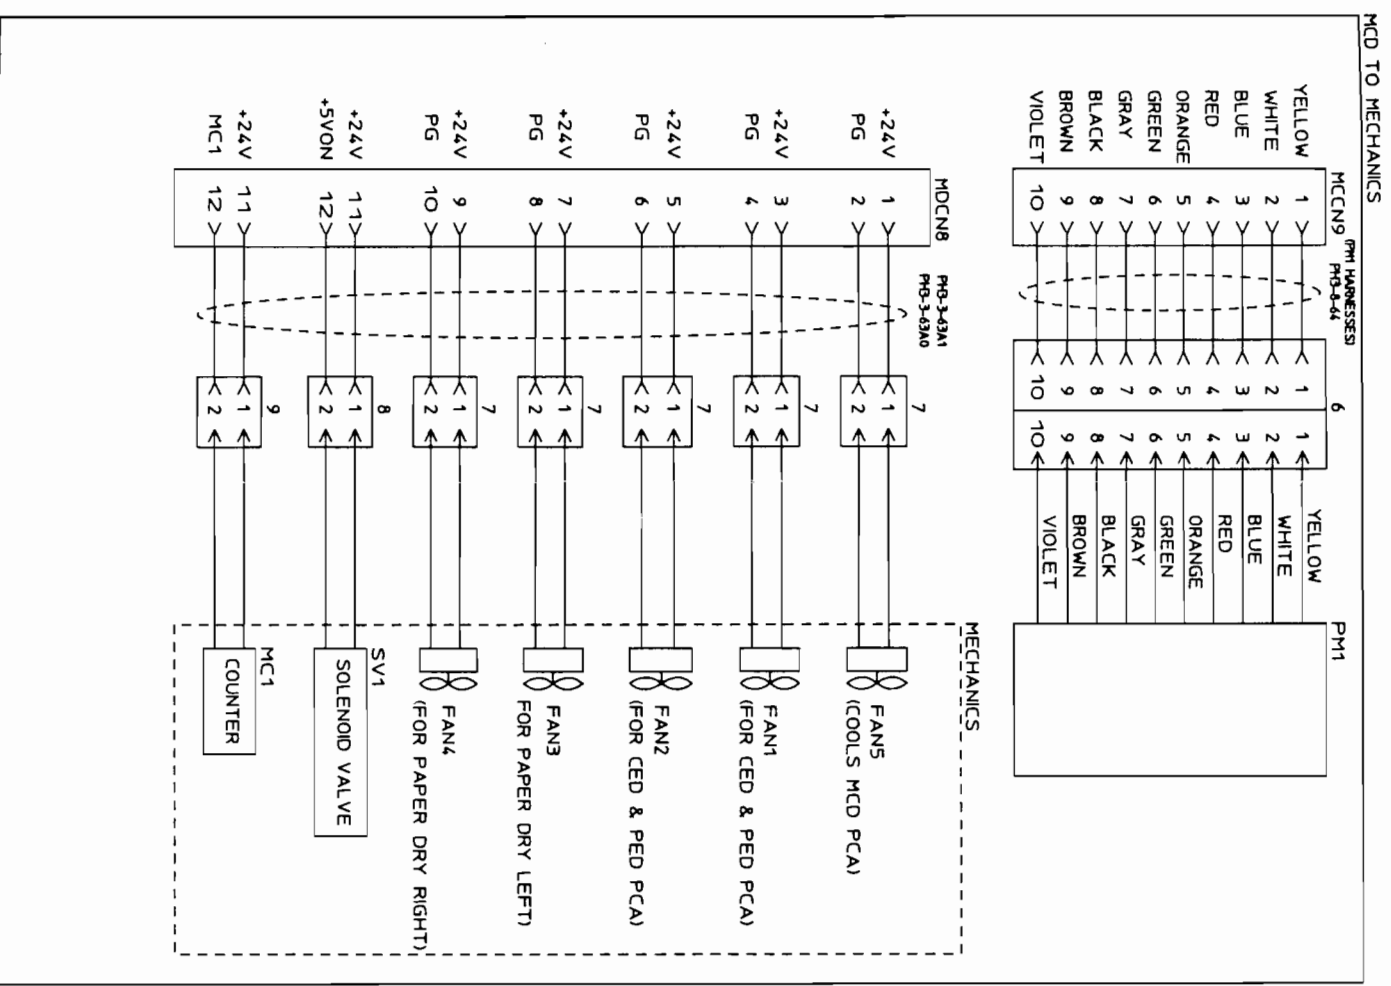 MCD TO MECHANICS
(PM1 HARNESSES)
MCCN9 PH3-8-64 6 PM1
YELLOW 1 1 1 YELLOW
WHITE 2 2 2 WHITE
BLUE 3 3 3 BLUE
RED 4 4 4 RED
ORANGE 5 5 5 ORANGE
GREEN 6 6 6 GREEN
GRAY 7 7 7 GRAY
BLACK 8 8 8 BLACK
BROWN 9 9 9 BROWN
VIOLET 10 10 10 VIOLET
MECHANICS
MDCN8 PH3-3-63A1
PH3-3-63A0
7
+24V 1 1 FAN5
PG 2 2 (COOLS MCD PCA)
7
+24V 3 1 FAN1
PG 4 2 (FOR CED & PED PCA)
7
+24V 5 1 FAN2
PG 6 2 (FOR CED & PED PCA)
7
+24V 7 1 FAN3
PG 8 2 FOR PAPER DRY LEFT)
7
+24V 9 1 FAN4
PG 10 2 (FOR PAPER DRY RIGHT)
8 SV1
+24V 11 1 SOLENOID VALVE
+5VON 12 2
9 MC1
+24V 11 1 COUNTER
MC1 12 2